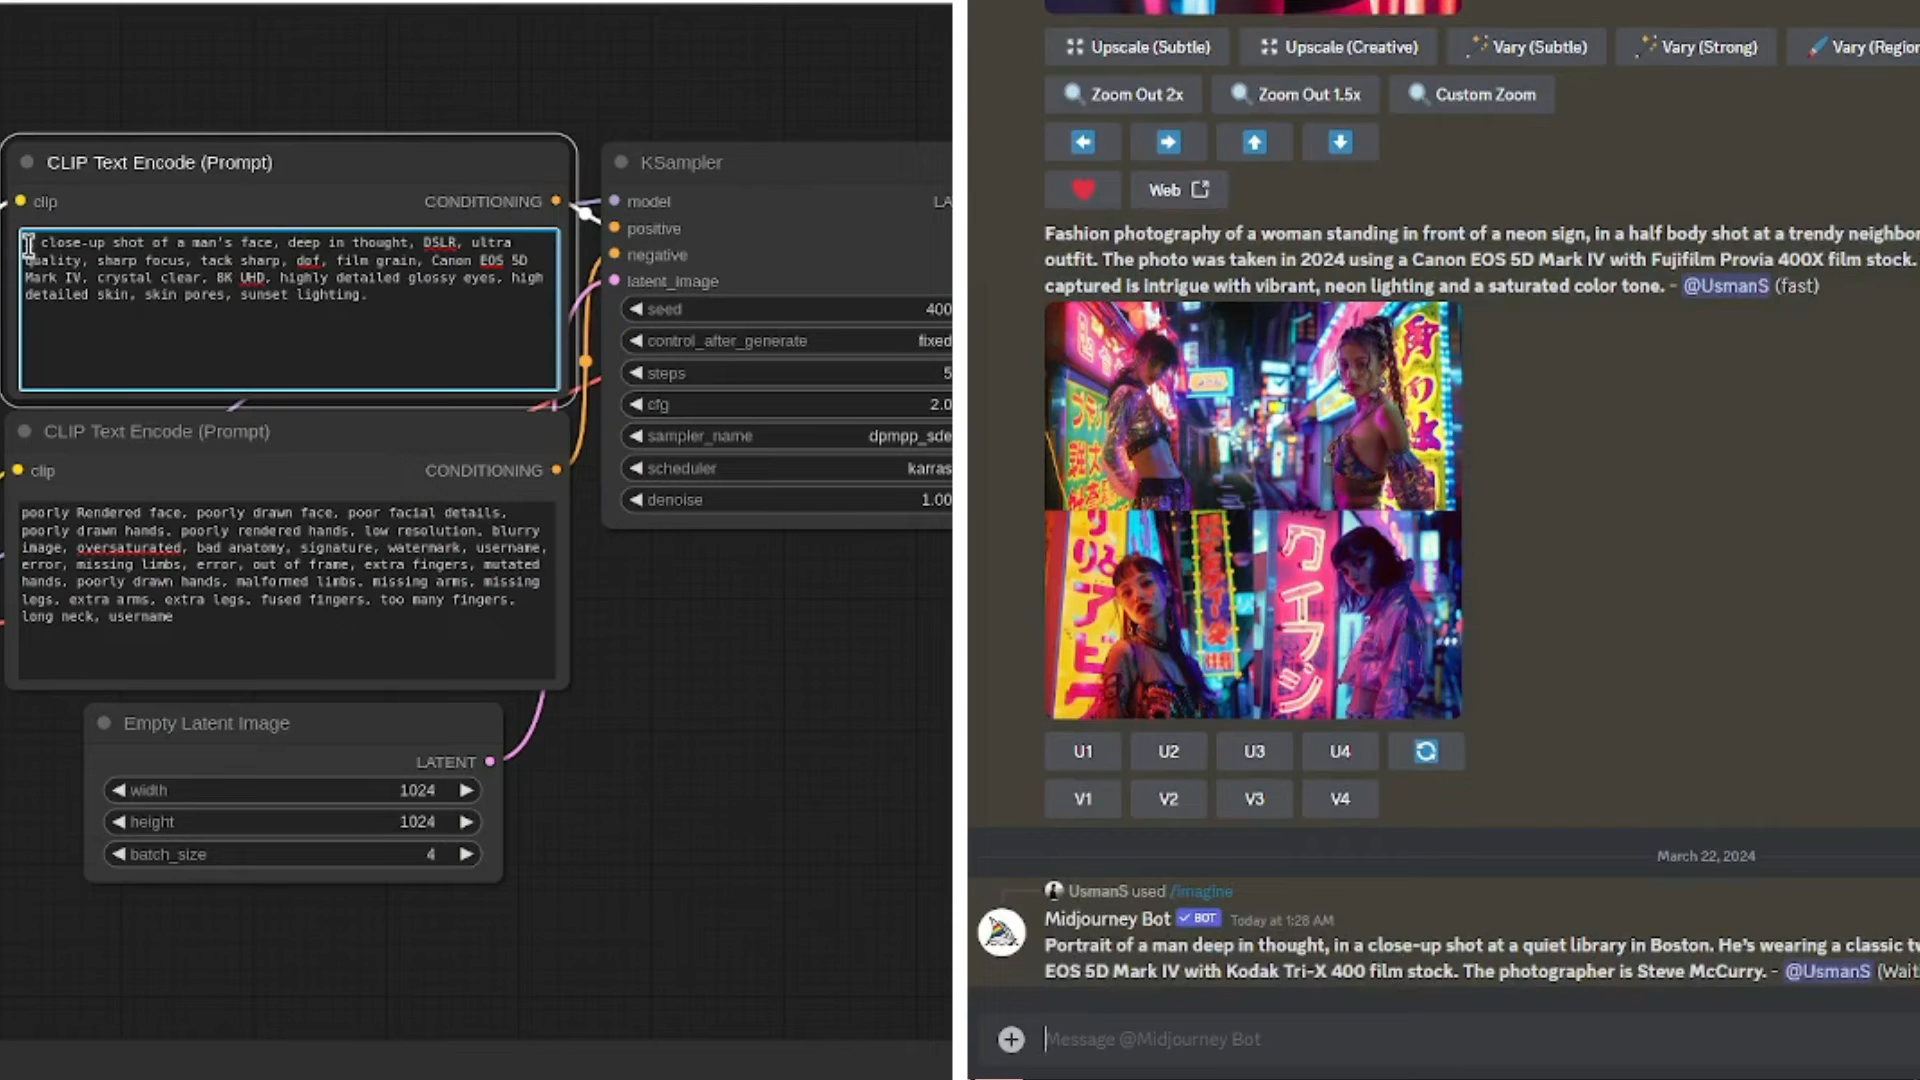 CLIP Text Encode (Prompt)
clip
CONDITIONING
close-up shot of a man's face, deep in thought, DSLR, ultra
quality, sharp focus, tack sharp, dof, film grain, Canon EOS 5D
Mark IV, crystal clear, 8K UHD, highly detailed glossy eyes, high
detailed skin, skin pores, sunset lighting.
CLIP Text Encode (Prompt)
clip
CONDITIONING
poorly Rendered face, poorly drawn face, poor facial details,
poorly drawn hands, poorly rendered hands, low resolution, blurry
image, oversaturated, bad anatomy, signature, watermark, username,
error, missing limbs, error, out of frame, extra fingers, mutated
hands, poorly drawn hands, malformed limbs, missing arms, missing
legs, extra arms, extra legs, fused fingers, too many fingers,
long neck, username
Empty Latent Image
LATENT
width 1024
height 1024
batch_size 4
KSampler
model LA
positive
negative
latent_image
seed 400
control_after_generate fixed
steps 5
cfg 2.0
sampler_name dpmpp_sde
scheduler karras
denoise 1.00
Upscale (Subtle) Upscale (Creative) Vary (Subtle) Vary (Strong) Vary (Region
Zoom Out 2x Zoom Out 1.5x Custom Zoom
Web
Fashion photography of a woman standing in front of a neon sign, in a half body shot at a trendy neighbor
outfit. The photo was taken in 2024 using a Canon EOS 5D Mark IV with Fujifilm Provia 400X film stock.
captured is intrigue with vibrant, neon lighting and a saturated color tone. - @UsmanS (fast)
U1 U2 U3 U4
V1 V2 V3 V4
March 22, 2024
UsmanS used /imagine
Midjourney Bot BOT Today at 1:28 AM
Portrait of a man deep in thought, in a close-up shot at a quiet library in Boston. He's wearing a classic tw
EOS 5D Mark IV with Kodak Tri-X 400 film stock. The photographer is Steve McCurry. - @UsmanS (Wait
Message @Midjourney Bot